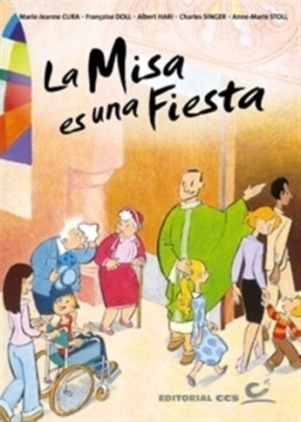 Marie-Jeanne CURA - Françoise DOLL - Albert HARI - Charles SINGER - Anne-Marie STOLL
La Misa
es una Fiesta
EDITORIAL CCS